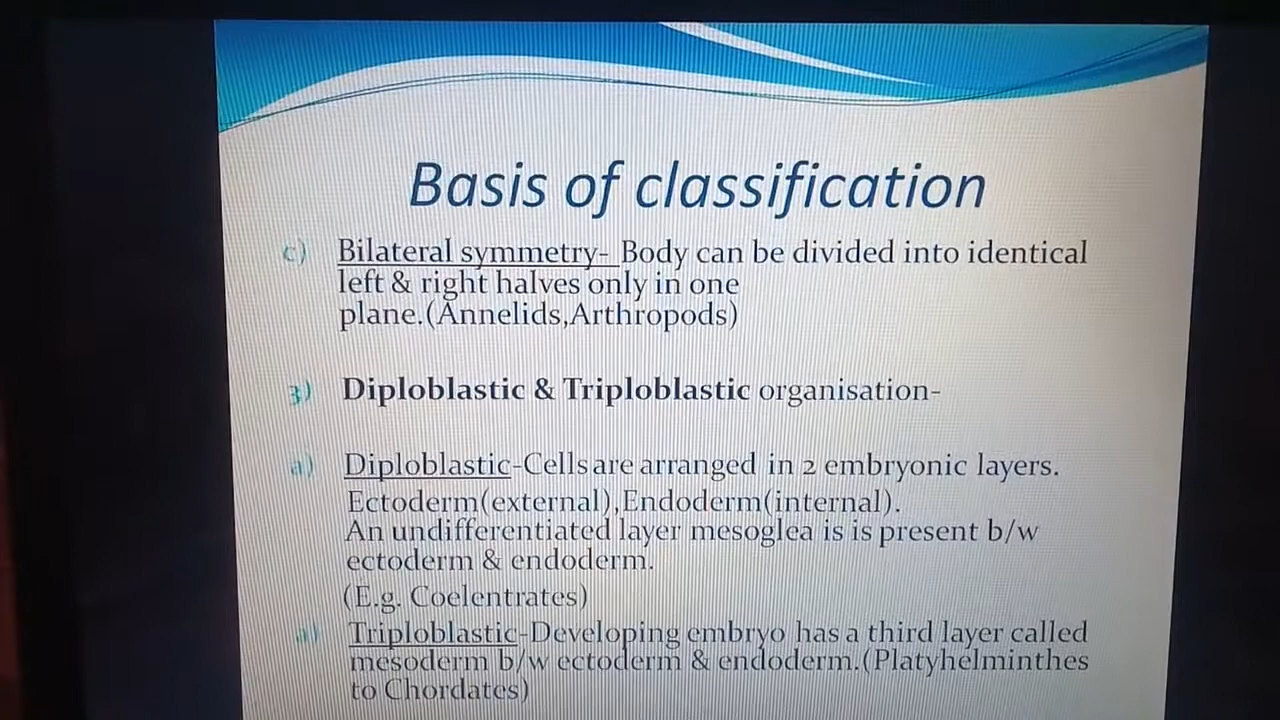 Basis of classification
c) Bilateral symmetry- Body can be divided into identical
left & right halves only in one
plane.(Annelids,Arthropods)
3) Diploblastic & Triploblastic organisation-
a) Diploblastic-Cells are arranged in 2 embryonic layers.
Ectoderm(external),Endoderm(internal).
An undifferentiated layer mesoglea is is present b/w
ectoderm & endoderm.
(E.g. Coelentrates)
a) Triploblastic-Developing embryo has a third layer called
mesoderm b/w ectoderm & endoderm.(Platyhelminthes
to Chordates)